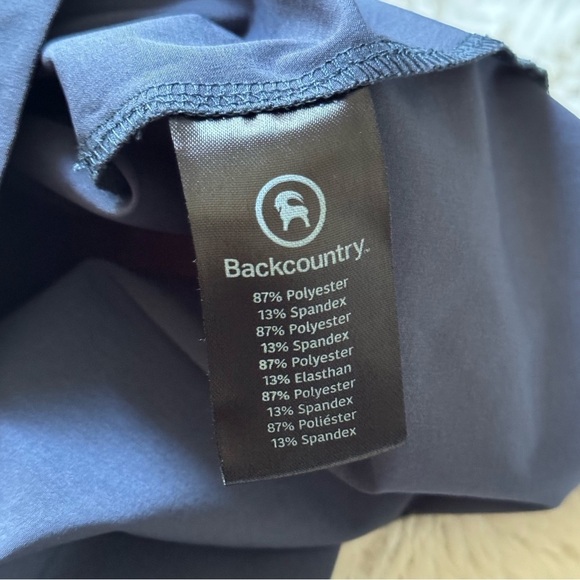 Backcountry™
87% Polyester
13% Spandex
87% Polyester
13% Spandex
87% Polyester
13% Elasthan
87% Polyester
13% Spandex
87% Poliéster
13% Spandex